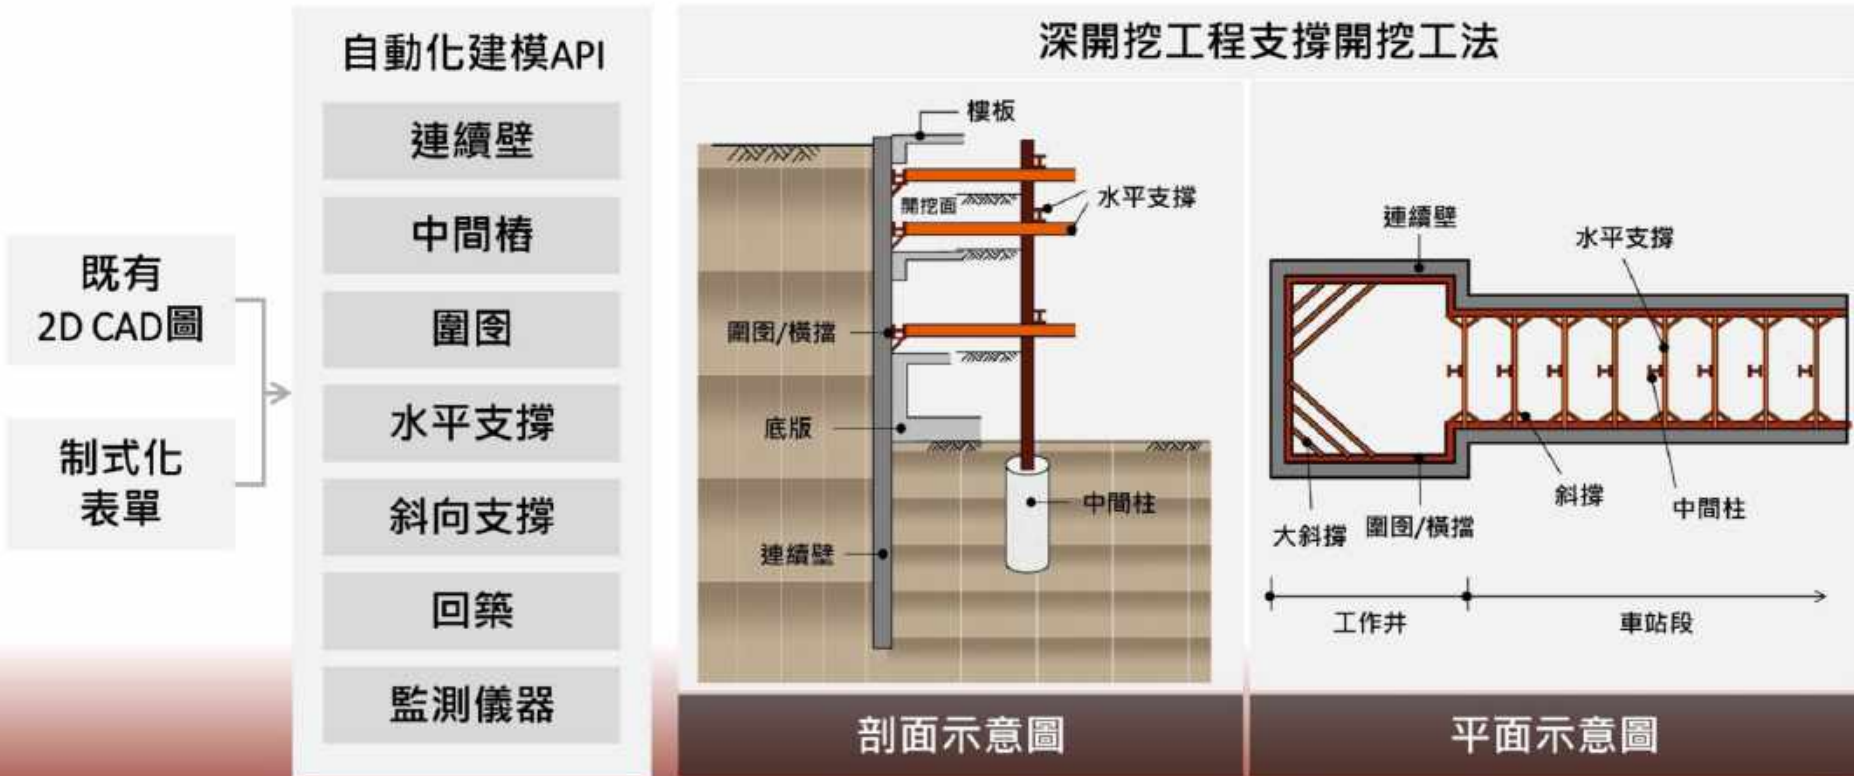 既有
2D CAD圖
制式化
表單
自動化建模API
連續壁
中間樁
圍囹
水平支撐
斜向支撐
回築
監測儀器
深開挖工程支撐開挖工法
樓板
開挖面
水平支撐
圍囹/橫擋
底版
中間柱
連續壁
剖面示意圖
連續壁
水平支撐
斜撐
中間柱
圍囹/橫擋
大斜撐
工作井
車站段
平面示意圖